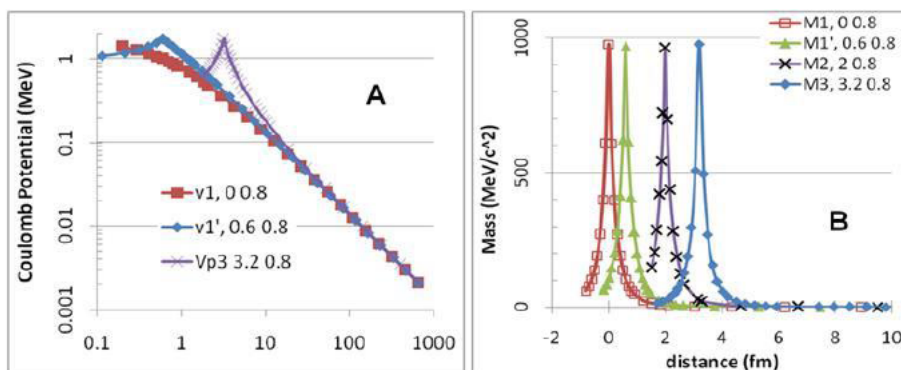 Coulomb Potential (MeV)
1
0.1
0.01
0.001
A
v1, 0 0.8
v1', 0.6 0.8
Vp3 3.2 0.8
0.1 1 10 100 1000
Mass (MeV/c^2)
1000
500
0
M1, 0 0.8
M1', 0.6 0.8
M2, 2 0.8
M3, 3.2 0.8
B
-2 0 2 4 6 8 10
distance (fm)